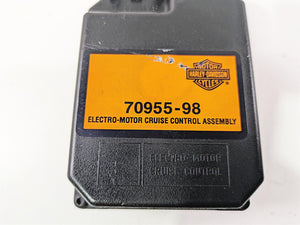 MOTOR
HARLEY-DAVIDSON
CYCLES
®
70955-98
ELECTRO-MOTOR CRUISE CONTROL ASSEMBLY
ELECTRO-MOTOR
CRUISE CONTROL